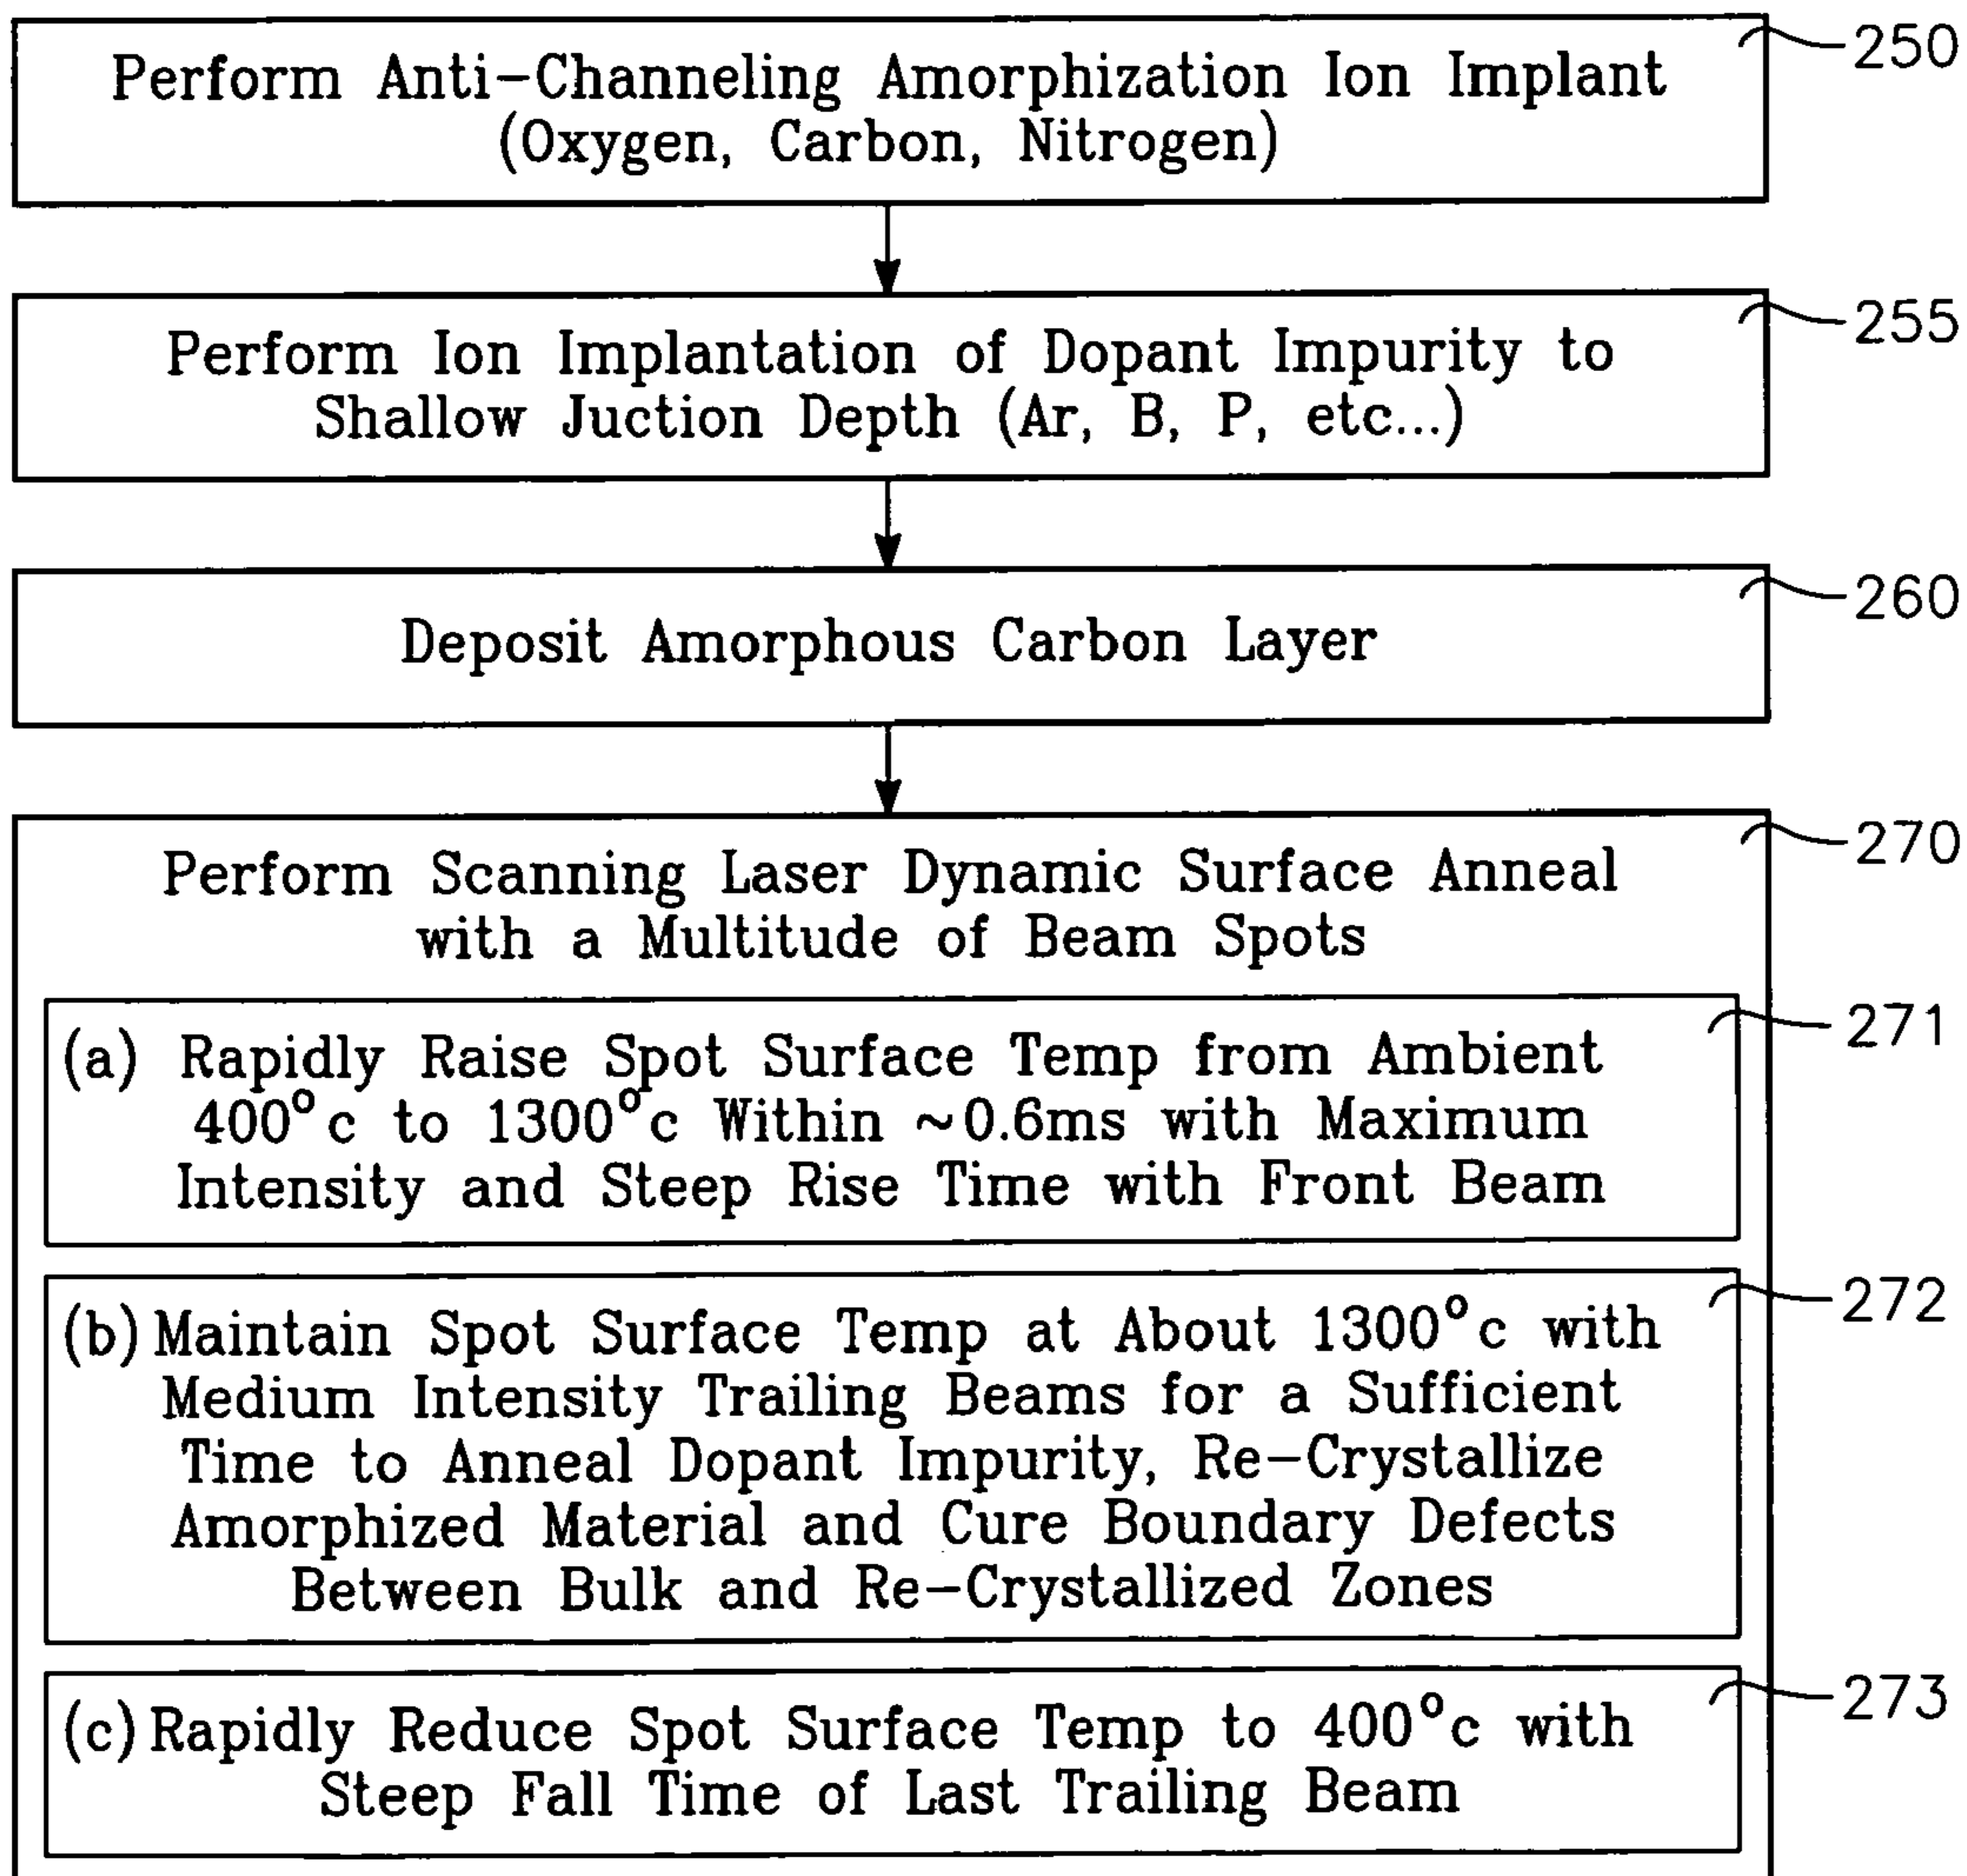 250
Perform Anti-Channeling Amorphization Ion Implant
(Oxygen, Carbon, Nitrogen)
255
Perform Ion Implantation of Dopant Impurity to
Shallow Juction Depth (Ar, B, P, etc...)
260
Deposit Amorphous Carbon Layer
270
Perform Scanning Laser Dynamic Surface Anneal
with a Multitude of Beam Spots
271
(a) Rapidly Raise Spot Surface Temp from Ambient
400°c to 1300°c Within ~0.6ms with Maximum
Intensity and Steep Rise Time with Front Beam
272
(b) Maintain Spot Surface Temp at About 1300°c with
Medium Intensity Trailing Beams for a Sufficient
Time to Anneal Dopant Impurity, Re-Crystallize
Amorphized Material and Cure Boundary Defects
Between Bulk and Re-Crystallized Zones
273
(c) Rapidly Reduce Spot Surface Temp to 400°c with
Steep Fall Time of Last Trailing Beam